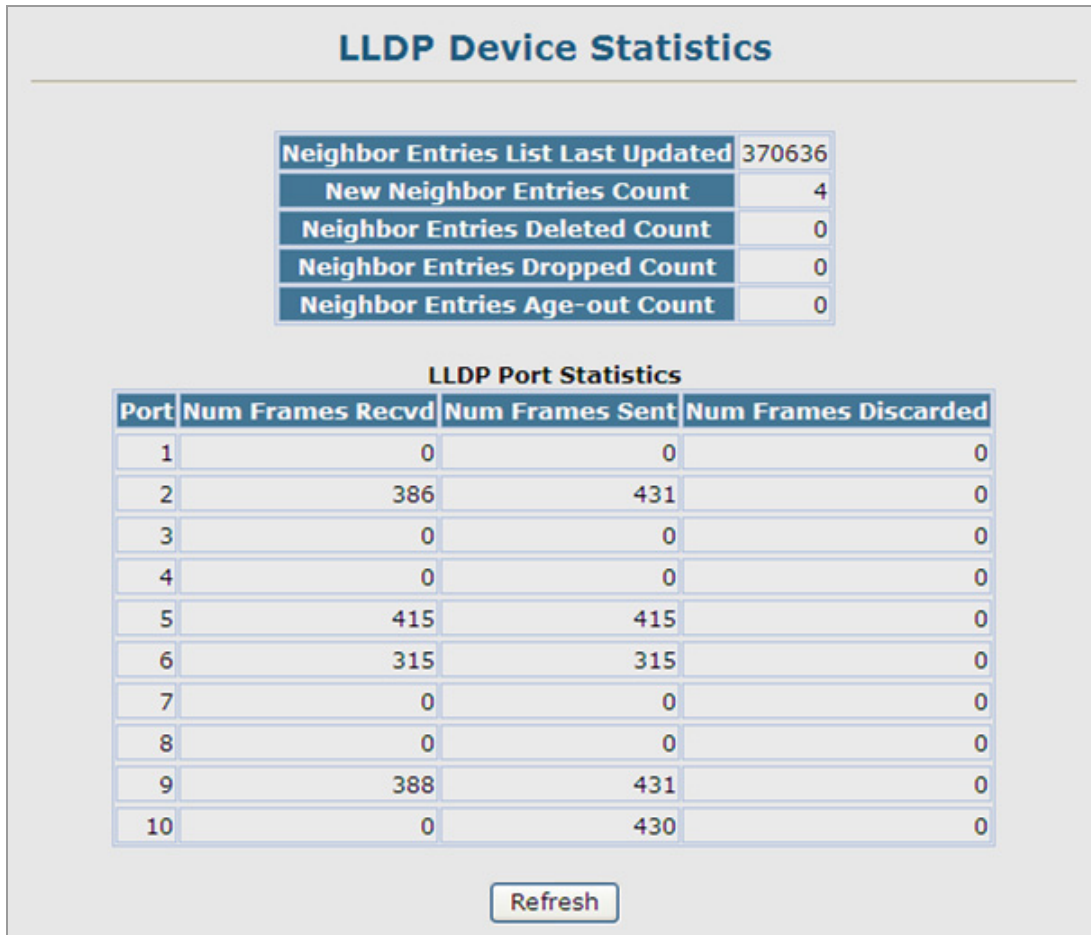 LLDP Device Statistics
Neighbor Entries List Last Updated 370636
New Neighbor Entries Count 4
Neighbor Entries Deleted Count 0
Neighbor Entries Dropped Count 0
Neighbor Entries Age-out Count 0
LLDP Port Statistics
Port Num Frames Recvd Num Frames Sent Num Frames Discarded
1 0 0 0
2 386 431 0
3 0 0 0
4 0 0 0
5 415 415 0
6 315 315 0
7 0 0 0
8 0 0 0
9 388 431 0
10 0 430 0
Refresh